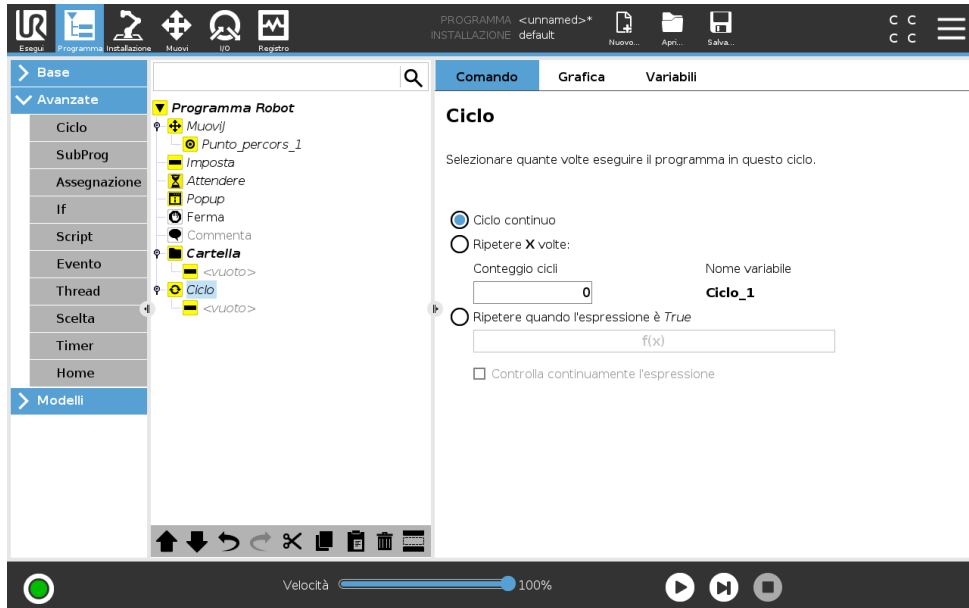 PROGRAMMA <unnamed>*
INSTALLAZIONE default
Esegui Programma Installazione Muovi I/O Registro
Nuovo... Apri... Salva...
C C
C C
Base
Avanzate
Ciclo
SubProg
Assegnazione
If
Script
Evento
Thread
Scelta
Timer
Home
Modelli
Programma Robot
MuoviJ
Punto_percors_1
Imposta
Attendere
Popup
Ferma
Commenta
Cartella
<vuoto>
Ciclo
<vuoto>
Comando Grafica Variabili
Ciclo
Selezionare quante volte eseguire il programma in questo ciclo.
Ciclo continuo
Ripetere X volte:
Conteggio cicli Nome variabile
0 Ciclo_1
Ripetere quando l'espressione è True
f(x)
Controlla continuamente l'espressione
Velocità 100%